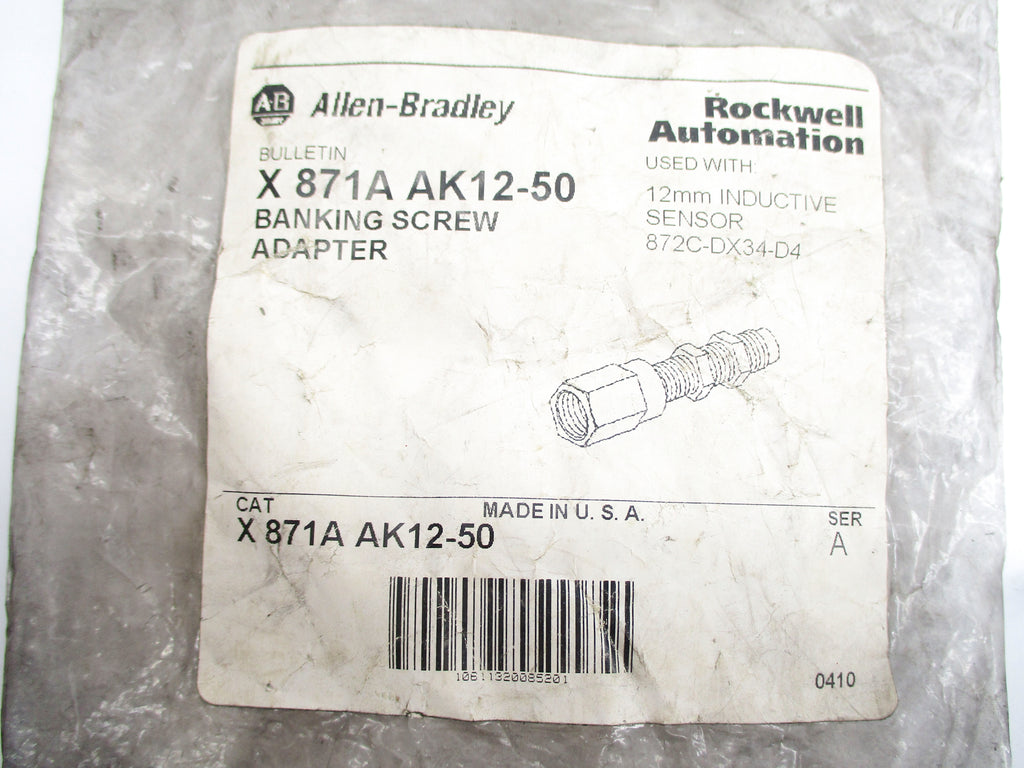 AB Allen-Bradley
Rockwell
Automation
BULLETIN
X 871A AK12-50
BANKING SCREW
ADAPTER
USED WITH:
12mm INDUCTIVE
SENSOR
872C-DX34-D4
CAT
X 871A AK12-50
MADE IN U. S. A.
SER
A
10611320085201
0410